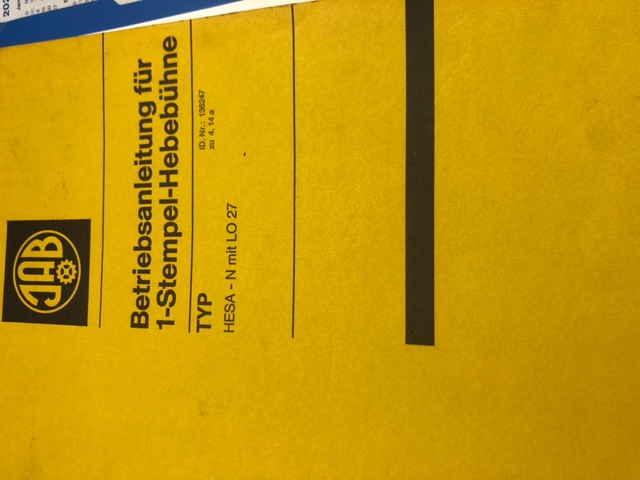 JAB
Betriebsanleitung für
1-Stempel-Hebebühne
TYP
ID. Nr.: 136247
zu 4. 14 a
HESA - N mit LO 27